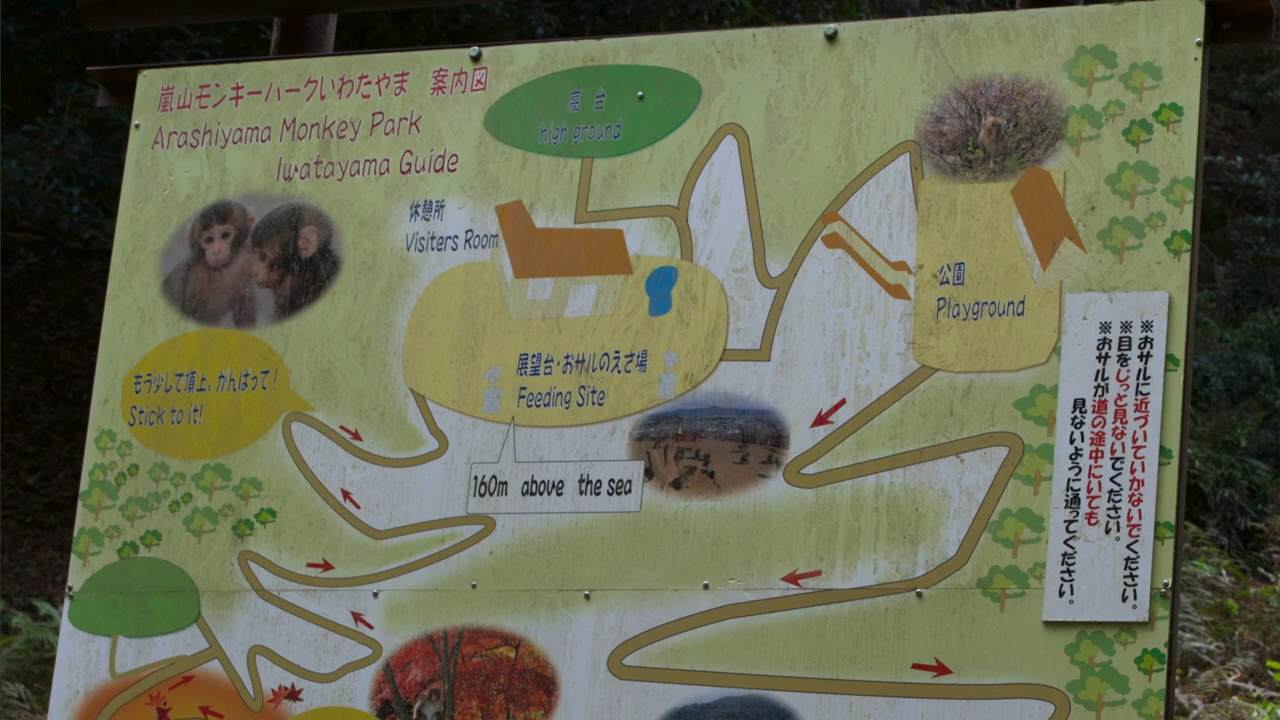 嵐山モンキーパークいわたやま 案内図
Arashiyama Monkey Park
Iwatayama Guide
高台
high ground
休憩所
Visiters Room
公園
Playground
展望台・おサルのえさ場
Feeding Site
もう少しで頂上、がんばって!
Stick to it!
160m above the sea
※おサルに近づいていかないでください。
※目をじっと見ないでください。
※おサルが道の途中にいても
見ないように通ってください。